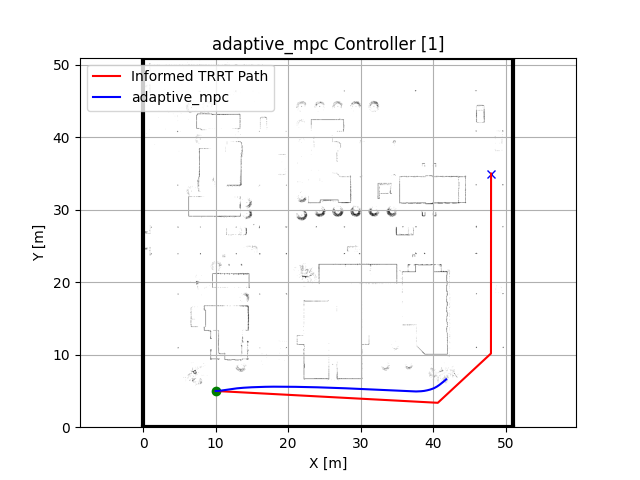 adaptive_mpc Controller [1]
Informed TRRT Path
adaptive_mpc
Y [m]
50
40
30
20
10
0
0 10 20 30 40 50
X [m]